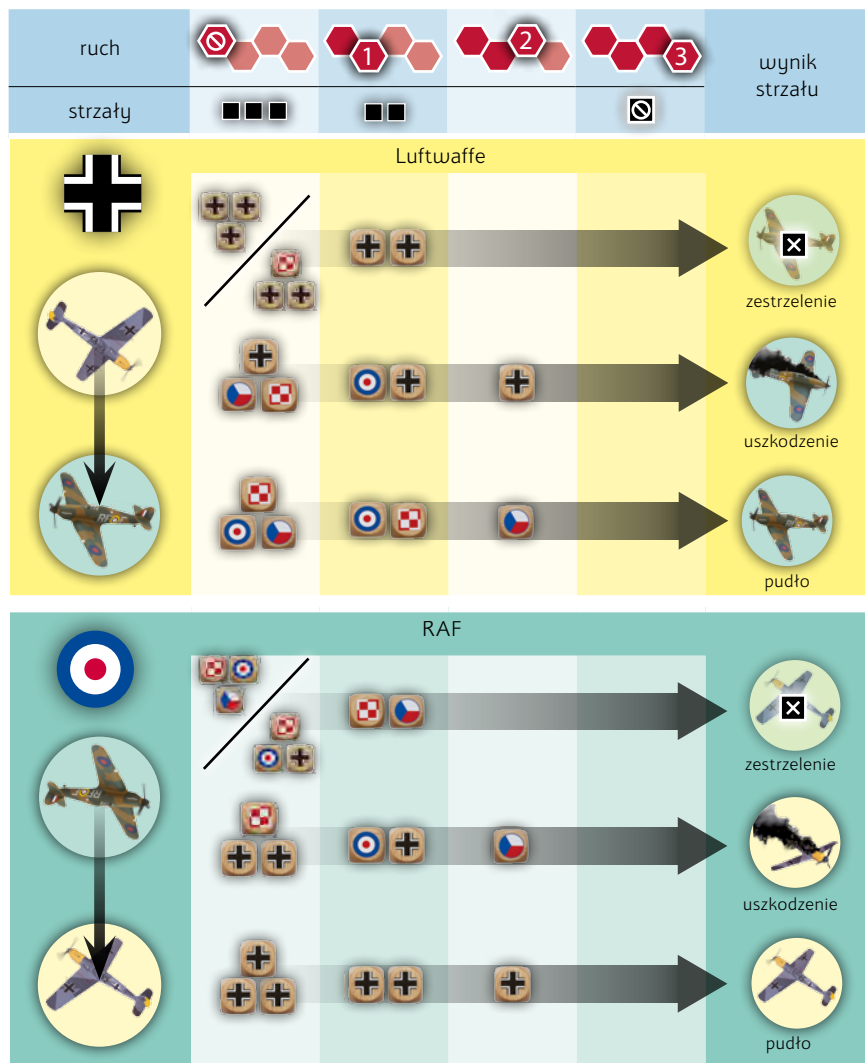 ruch
1
2
3
wynik
strzału
strzały
Luftwaffe
zestrzelenie
uszkodzenie
pudło
RAF
zestrzelenie
uszkodzenie
pudło